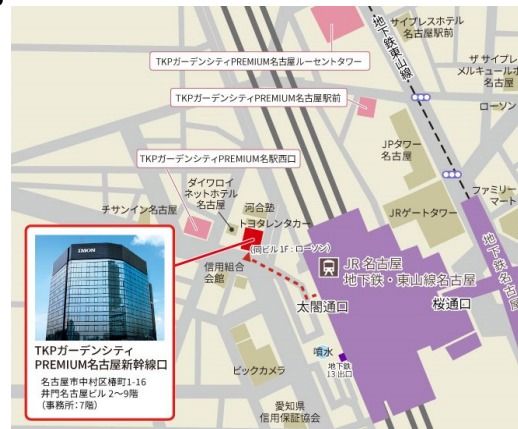 サイプレスホテル
名古屋駅前
地下鉄東山線
TKPガーデンシティPREMIUM名古屋ルーセントタワー
ザ サイプレ
メルキュールホ
名古屋
TKPガーデンシティPREMIUM名古屋駅前
ローソン
JPタワー
名古屋
TKPガーデンシティPREMIUM名駅西口
ダイワロイ
ネットホテル
名古屋
河合塾
ファミリー
マート
チサンイン名古屋
トヨタレンタカー
JRゲートタワー
(同ビル 1F:ローソン)
地下鉄名古屋
IMON
信用組合
会館
JR 名古屋
地下鉄・東山線名古屋
太閤通口
桜通口
TKPガーデンシティ
PREMIUM名古屋新幹線口
名古屋市中村区椿町1-16
井門名古屋ビル 2~9階
(事務所:7階)
噴水
地下鉄
13 出口
ビックカメラ
愛知県
信用保証協会